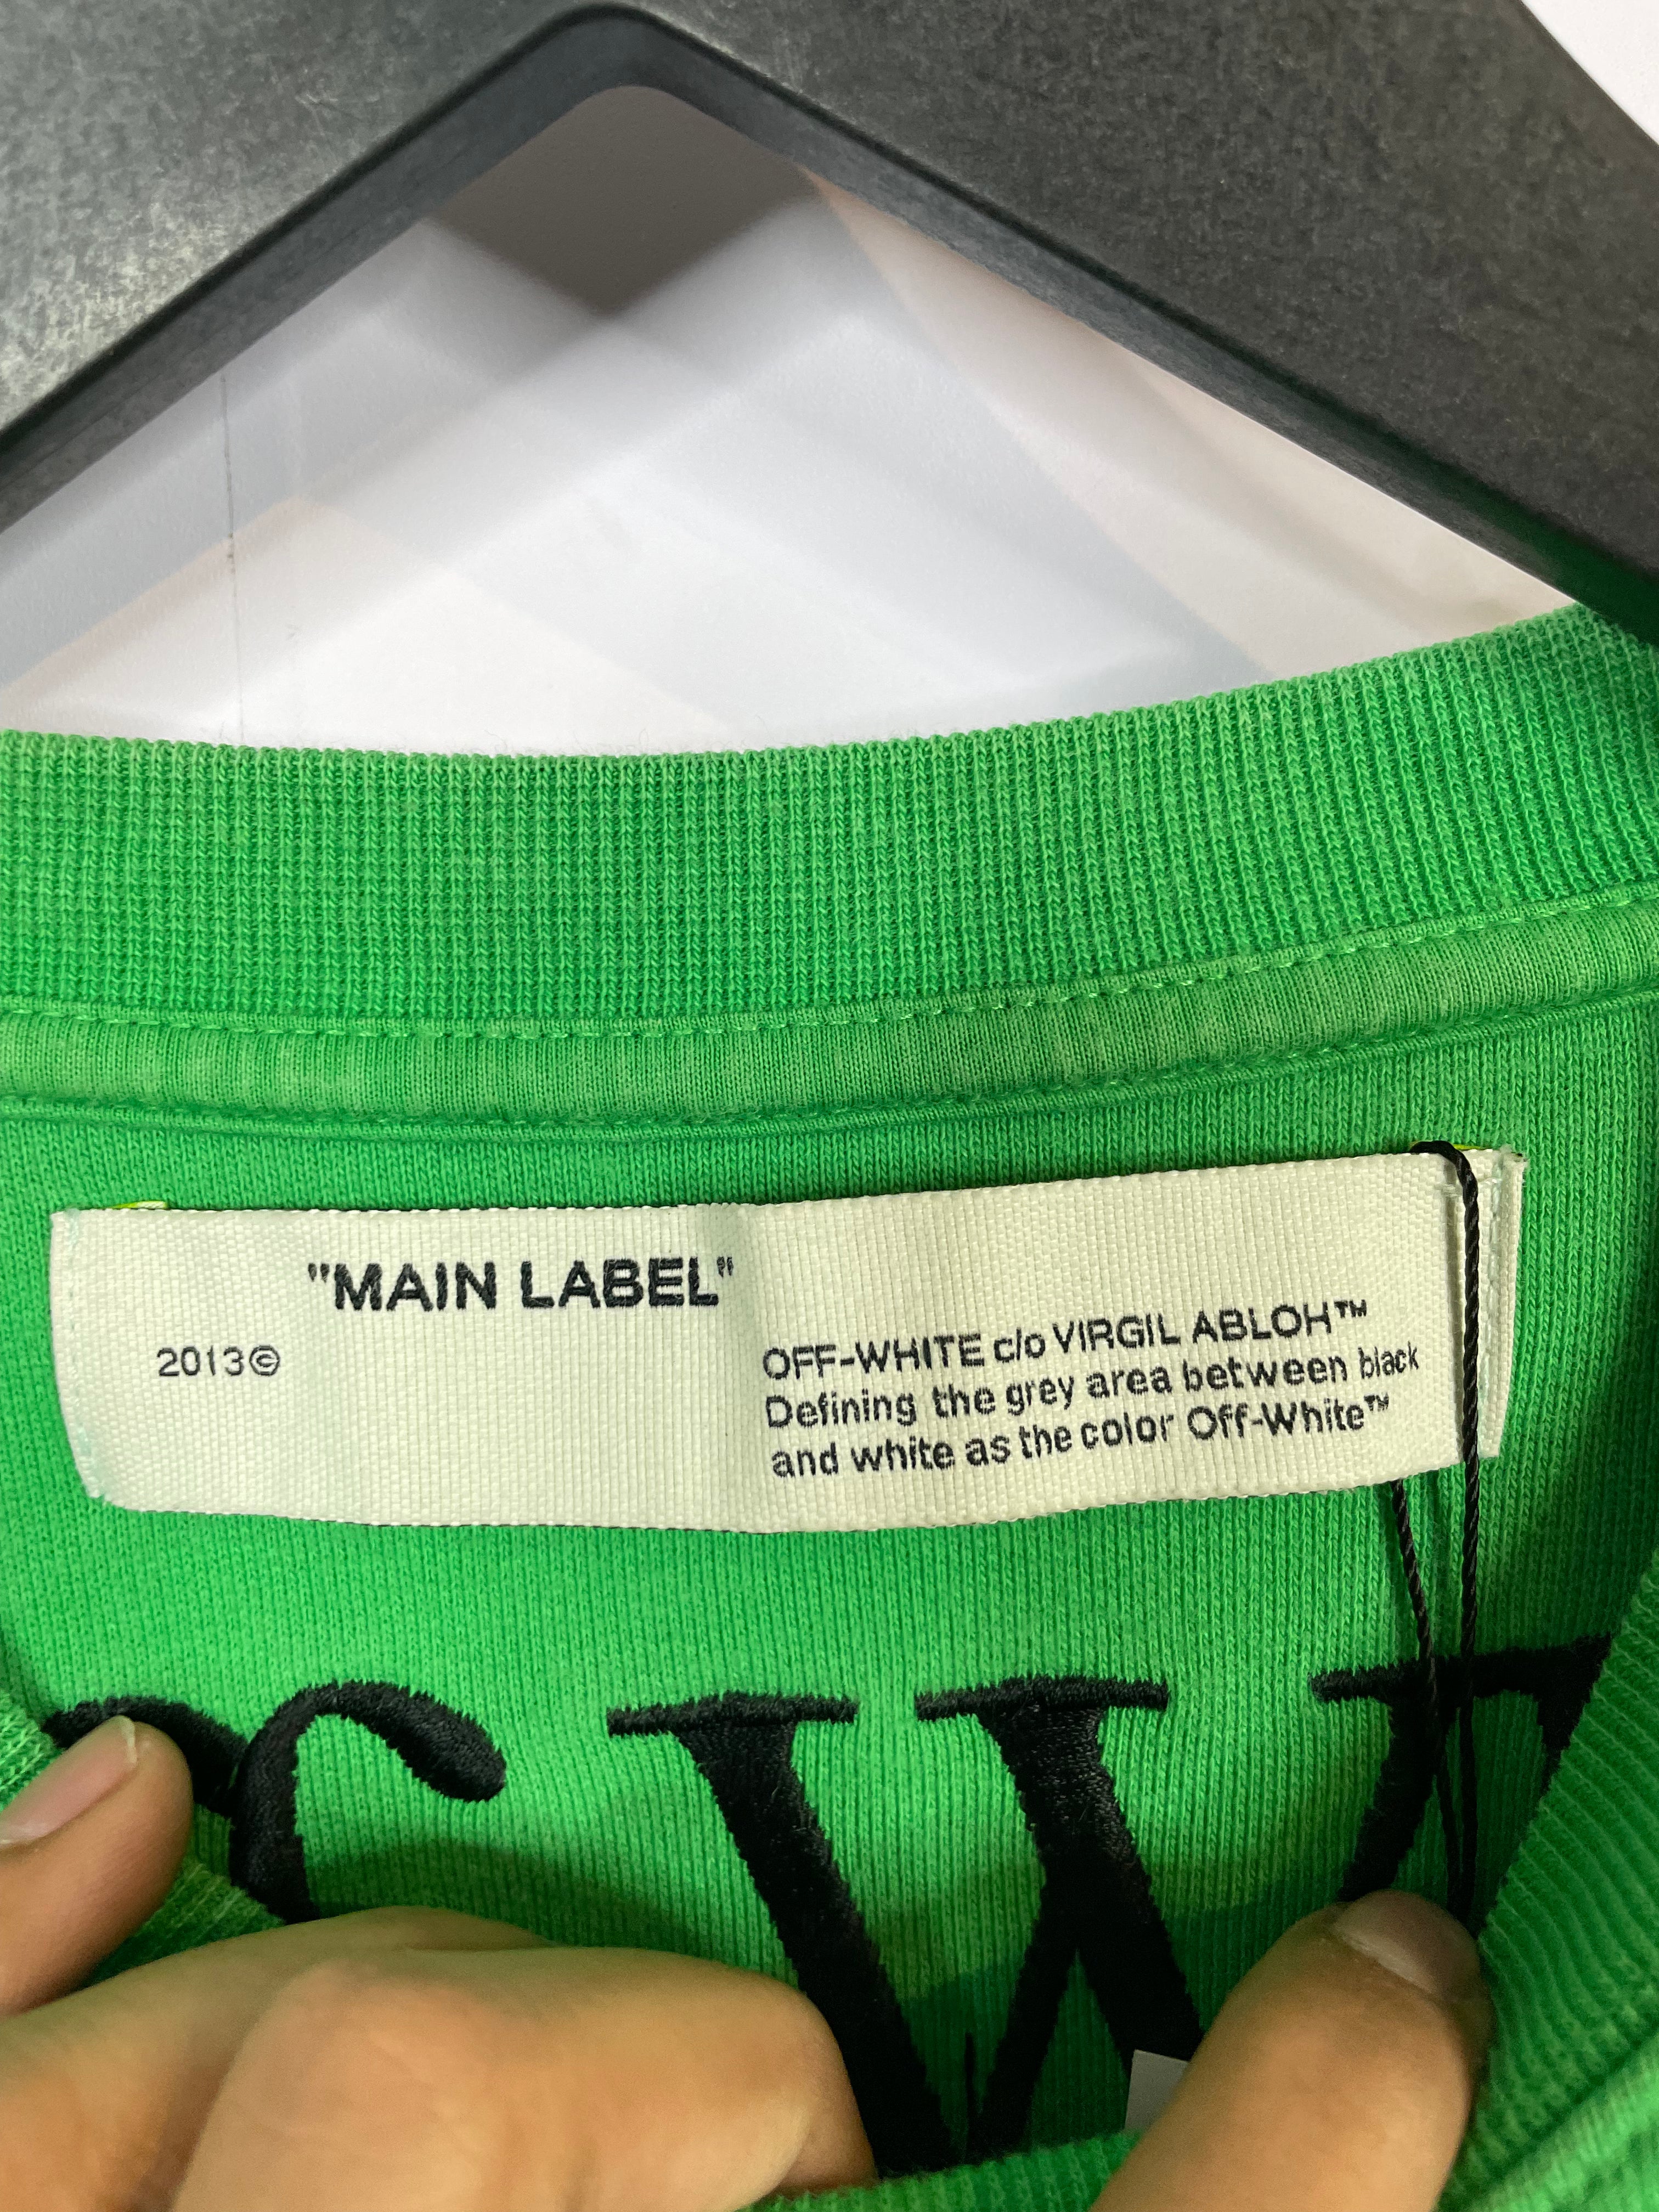 "MAIN LABEL"
2013©
OFF-WHITE c/o VIRGIL ABLOH™
Defining the grey area between black
and white as the color Off-White™